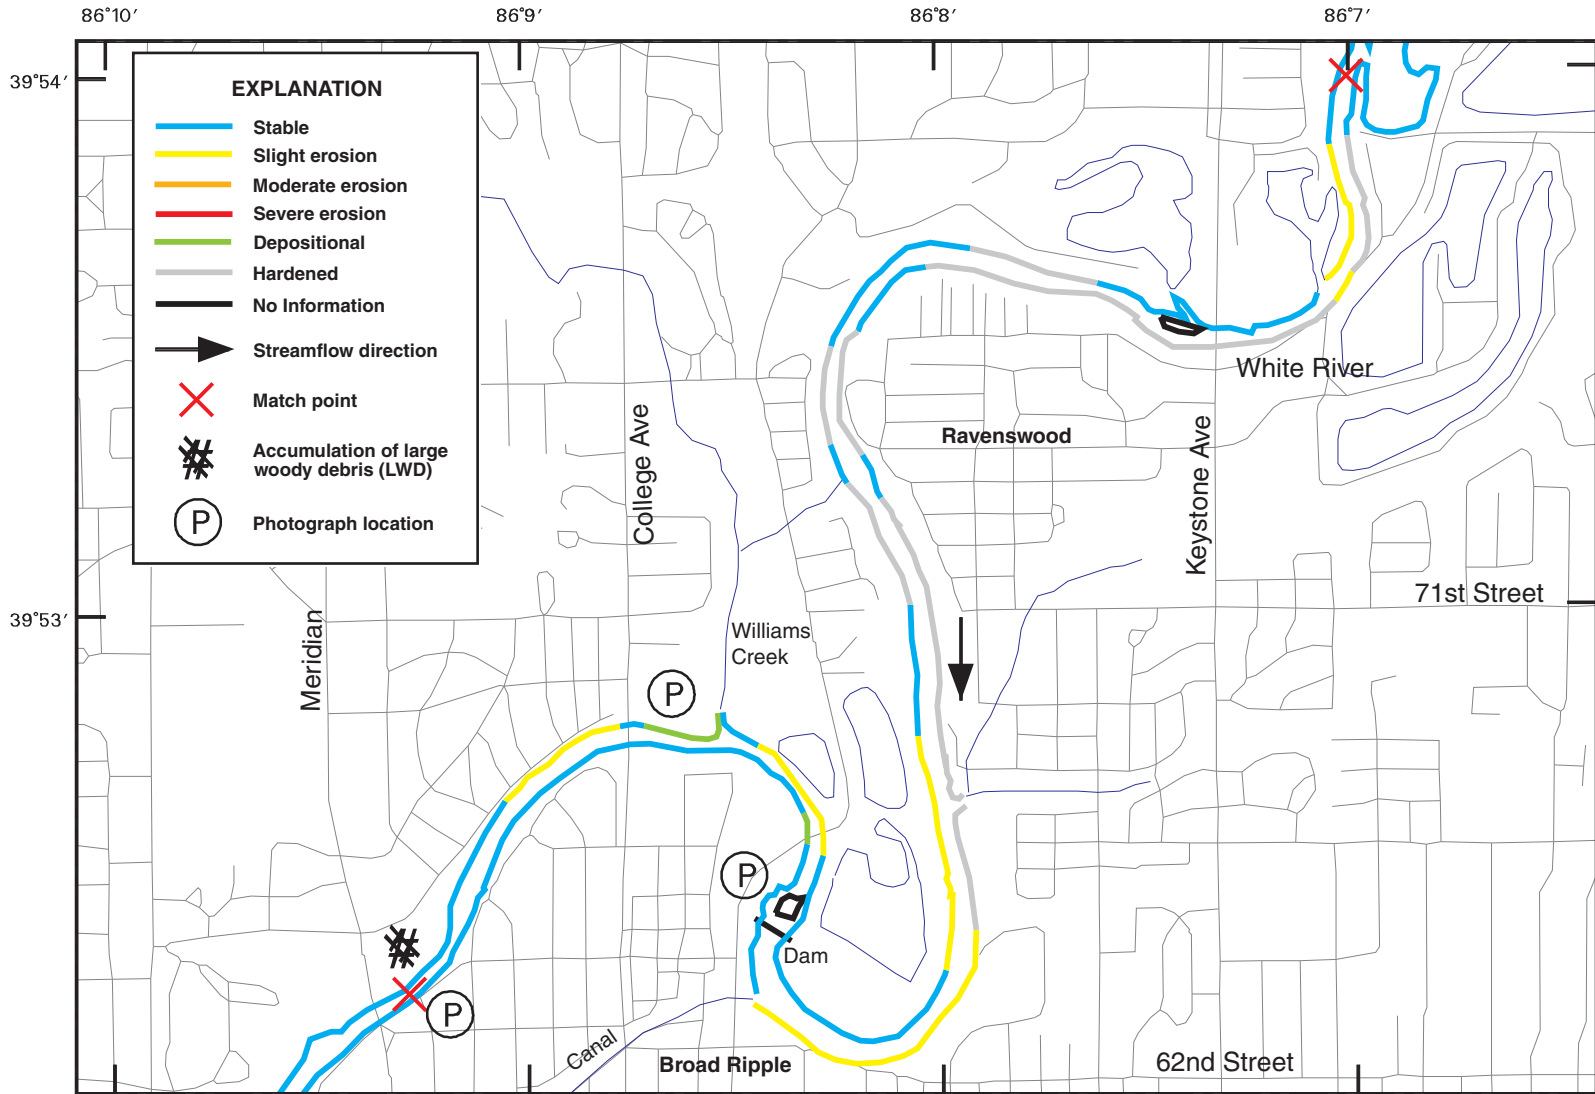 86°10′ 86°9′ 86°8′ 86°7′
39°54′
39°53′
EXPLANATION
Stable
Slight erosion
Moderate erosion
Severe erosion
Depositional
Hardened
No Information
Streamflow direction
Match point
Accumulation of large
woody debris (LWD)
P
Photograph location
White River
Ravenswood
College Ave
Keystone Ave
71st Street
Meridian
Williams
Creek
P
P
Dam
P
Canal
Broad Ripple
62nd Street